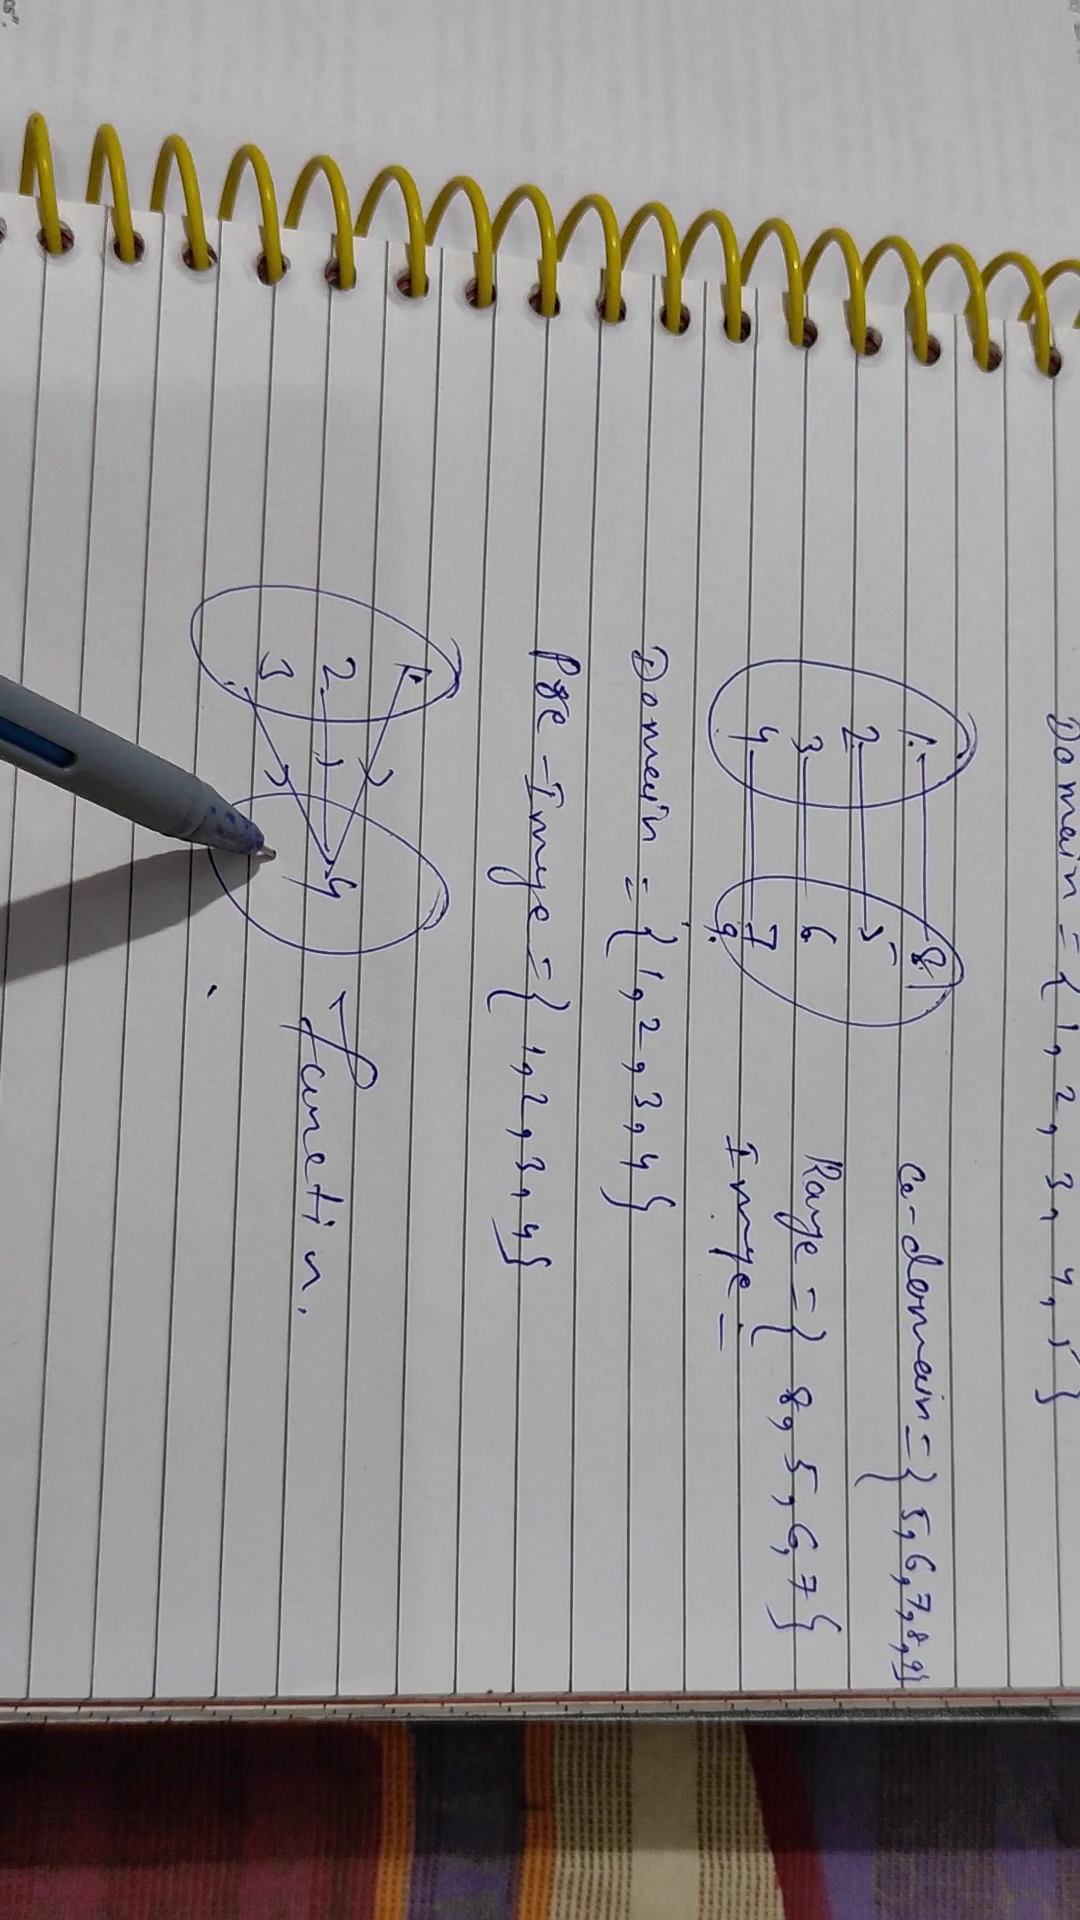 Domain = { 1, 2, 3, 4, 5 }
1. 8.
2. 5
3 6
4 7
9.
Co-domain = { 5, 6, 7, 8, 9 }
Range = { 8, 5, 6, 7 }
Image =
Domain = { 1, 2, 3, 4 }
Pre-Image = { 1, 2, 3, 4 }
1 2 3
4
function.